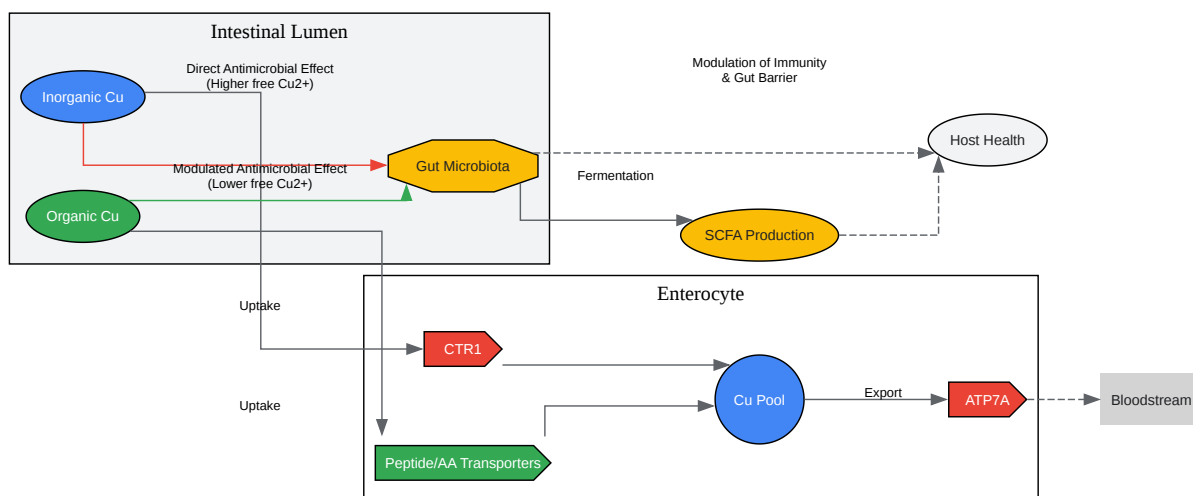 Intestinal Lumen
Direct Antimicrobial Effect
(Higher free Cu2+)
Modulation of Immunity
& Gut Barrier
Inorganic Cu
Host Health
Modulated Antimicrobial Effect
(Lower free Cu2+)
Gut Microbiota
Fermentation
Organic Cu
SCFA Production
Enterocyte
Uptake
CTR1
Uptake
Cu Pool
Export
ATP7A
Bloodstream
Peptide/AA Transporters